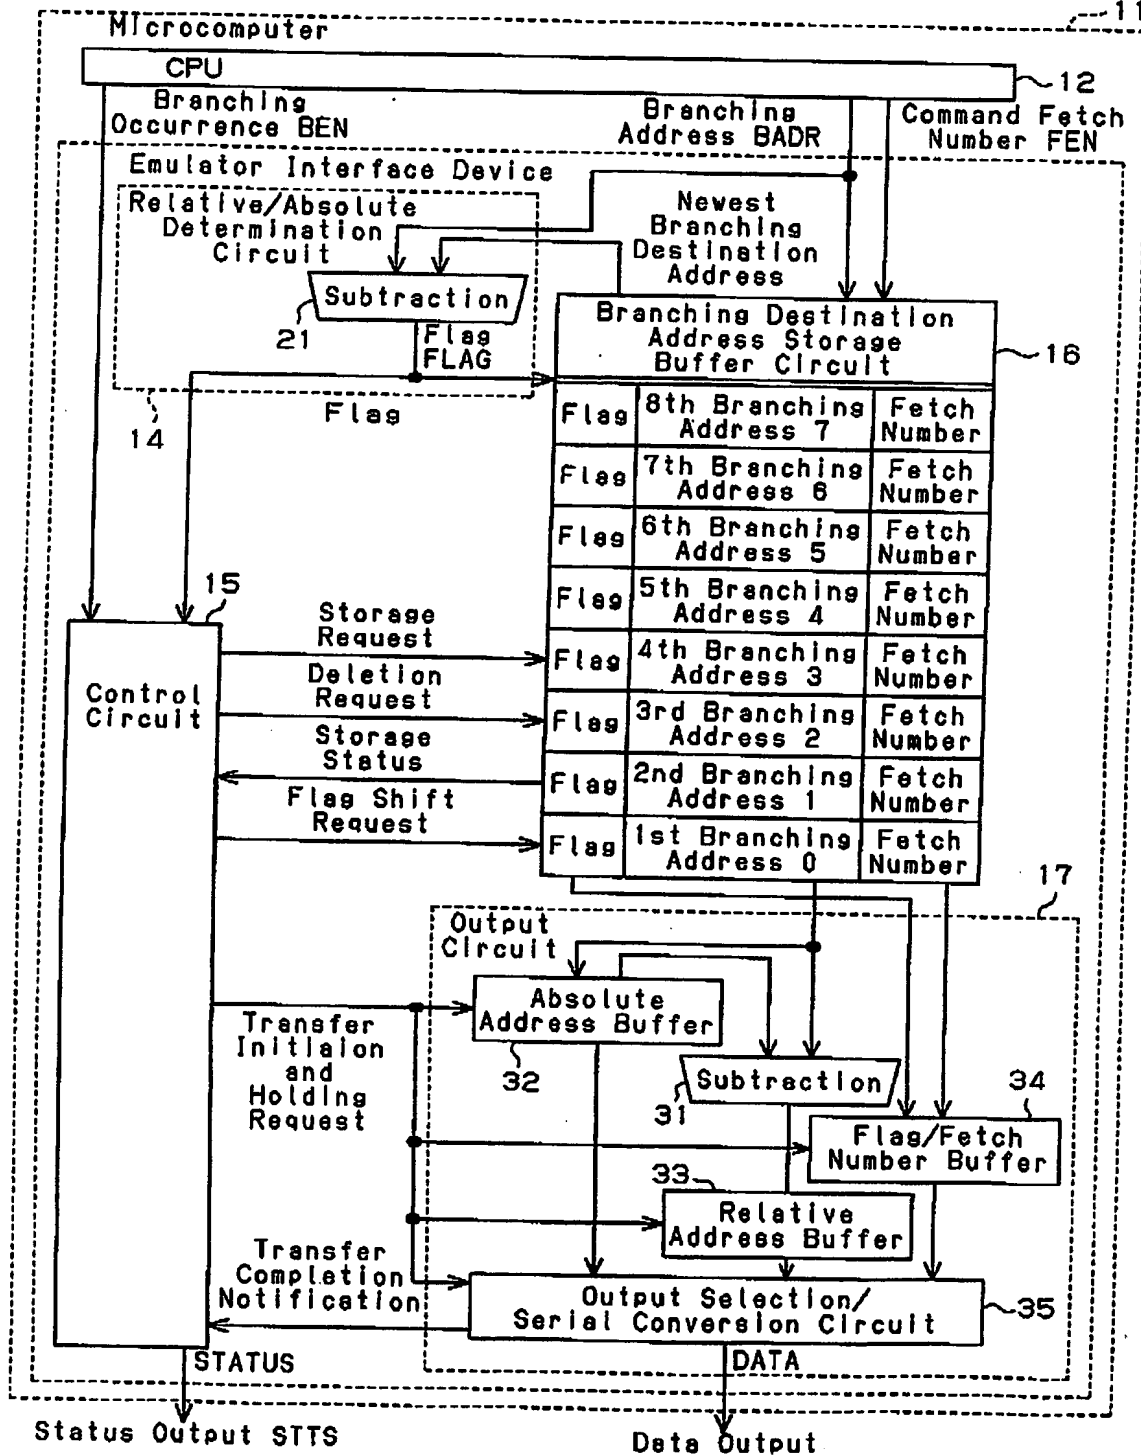 11
Microcomputer
CPU
12
Branching
Occurrence BEN
Branching
Address BADR
Command Fetch
Number FEN
Emulator Interface Device
Relative/Absolute
Determination
Circuit
Newest
Branching
Destination
Address
Subtraction
21
Flag
FLAG
14
Flag
Branching Destination
Address Storage
Buffer Circuit
16
Flag
8th Branching
Address 7
Fetch
Number
Flag
7th Branching
Address 6
Fetch
Number
Flag
6th Branching
Address 5
Fetch
Number
Flag
5th Branching
Address 4
Fetch
Number
Flag
4th Branching
Address 3
Fetch
Number
Flag
3rd Branching
Address 2
Fetch
Number
Flag
2nd Branching
Address 1
Fetch
Number
Flag
1st Branching
Address 0
Fetch
Number
15
Control
Circuit
Storage
Request
Deletion
Request
Storage
Status
Flag Shift
Request
17
Output
Circuit
Absolute
Address Buffer
32
Transfer
Initiaion
and
Holding
Request
Subtraction
31
34
Flag/Fetch
Number Buffer
33
Relative
Address Buffer
Transfer
Completion
Notification
Output Selection/
Serial Conversion Circuit
35
STATUS
DATA
Status Output STTS
Data Output